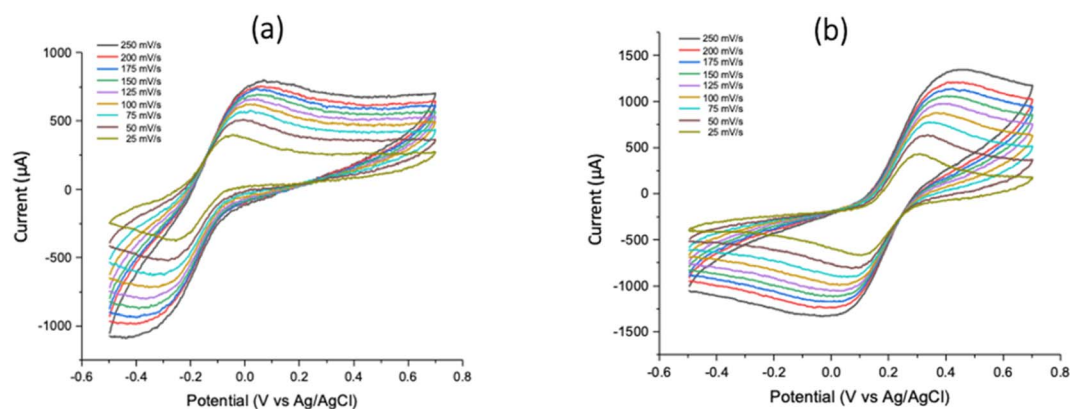 (a)
250 mV/s
200 mV/s
175 mV/s
150 mV/s
125 mV/s
100 mV/s
75 mV/s
50 mV/s
25 mV/s
1000
500
0
-500
-1000
Current (µA)
-0.6 -0.4 -0.2 0.0 0.2 0.4 0.6 0.8
Potential (V vs Ag/AgCl)
(b)
250 mV/s
200 mV/s
175 mV/s
150 mV/s
125 mV/s
100 mV/s
75 mV/s
50 mV/s
25 mV/s
1500
1000
500
0
-500
-1000
-1500
Current (µA)
-0.6 -0.4 -0.2 0.0 0.2 0.4 0.6 0.8
Potential (V vs Ag/AgCl)